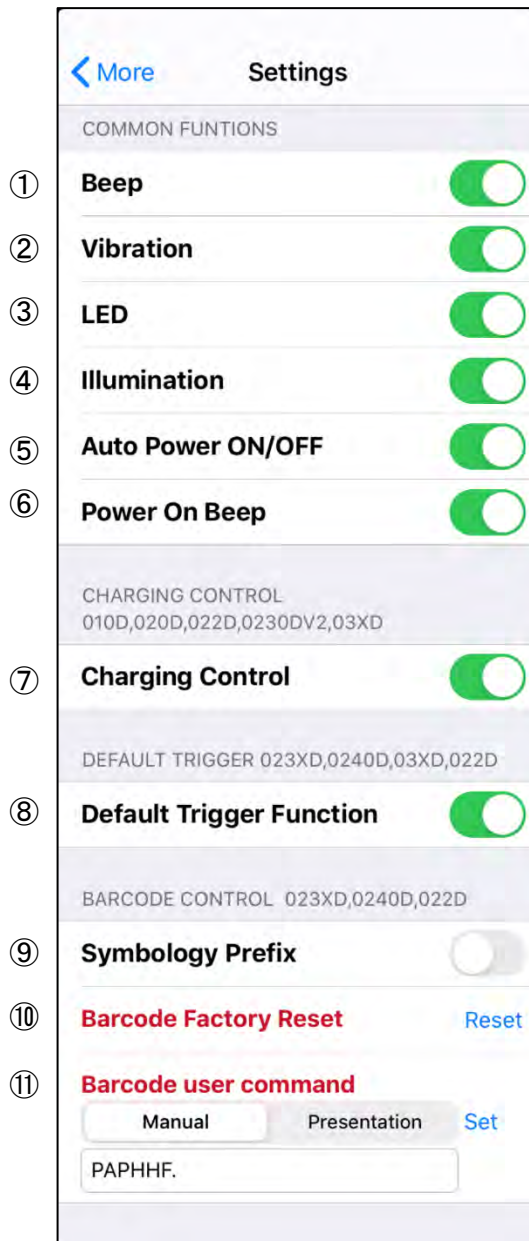 More Settings
COMMON FUNTIONS
① Beep
② Vibration
③ LED
④ Illumination
⑤ Auto Power ON/OFF
⑥ Power On Beep
CHARGING CONTROL
010D,020D,022D,0230DV2,03XD
⑦ Charging Control
DEFAULT TRIGGER 023XD,0240D,03XD,022D
⑧ Default Trigger Function
BARCODE CONTROL 023XD,0240D,022D
⑨ Symbology Prefix
⑩ Barcode Factory Reset Reset
⑪ Barcode user command
Manual Presentation Set
PAPHHF.